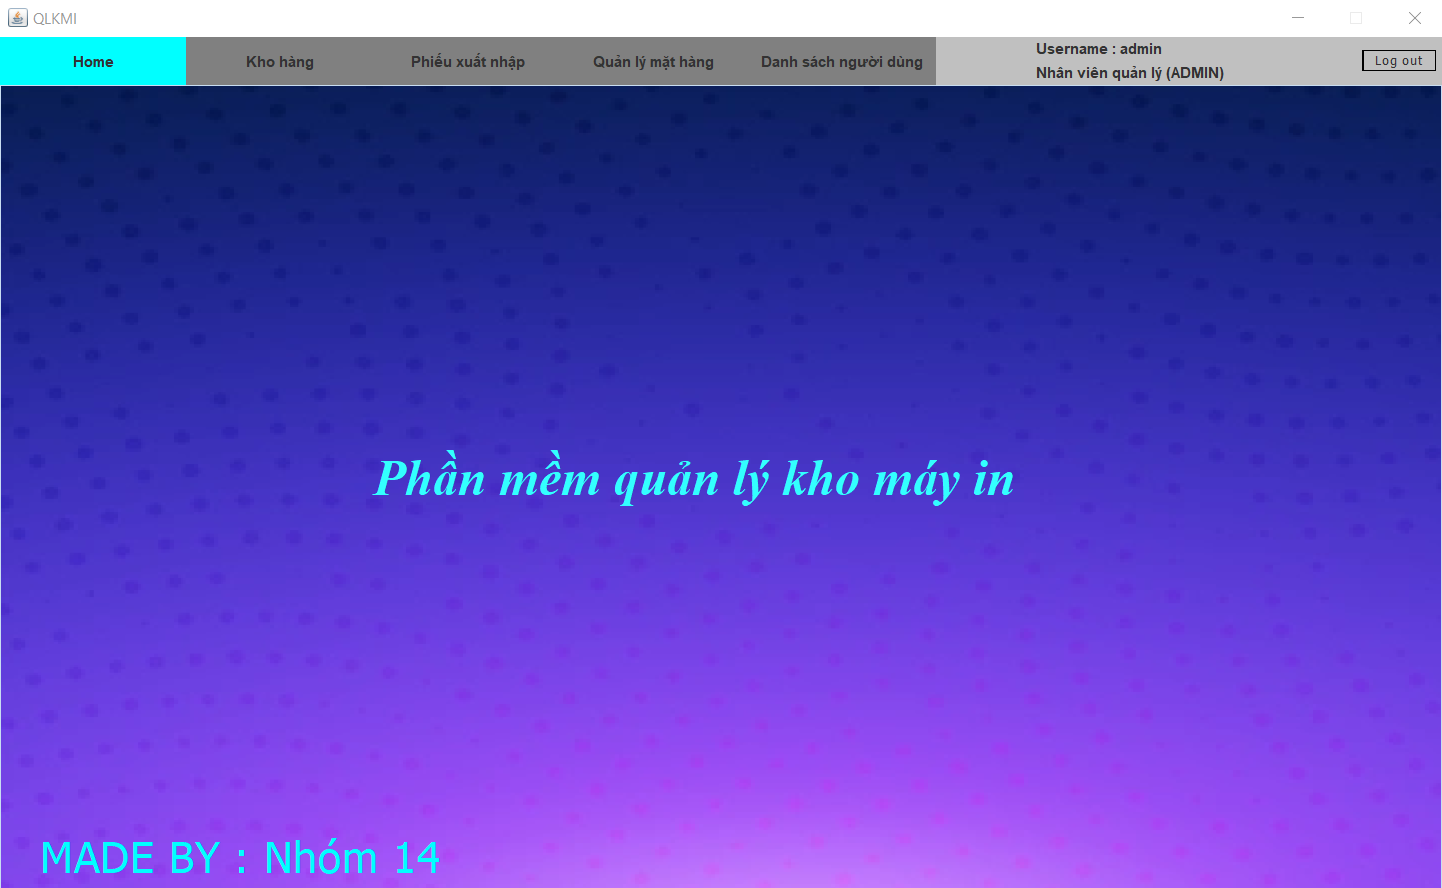 QLKMI
Home
Kho hàng
Phiếu xuất nhập
Quản lý mặt hàng
Danh sách người dùng
Username : admin
Nhân viên quản lý (ADMIN)
Log out
Phần mềm quản lý kho máy in
MADE BY : Nhóm 14